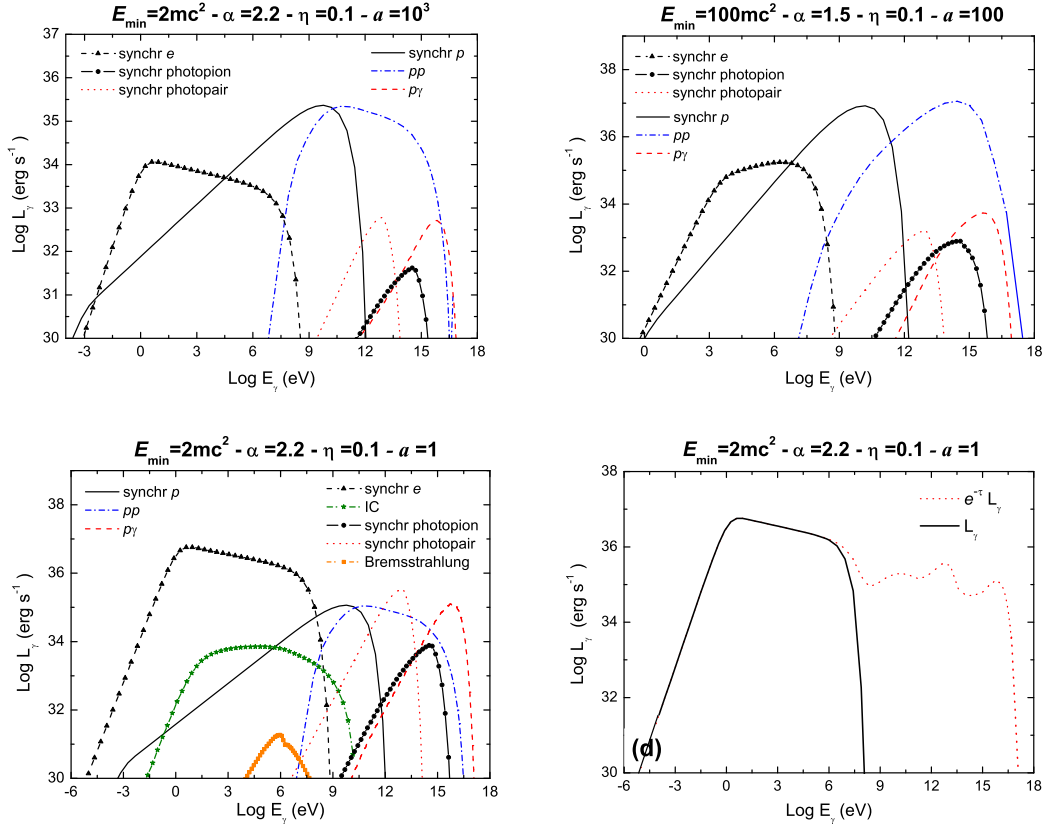 E_min=2mc² - α =2.2 - η =0.1 - a =10³
synchr e
synchr photopion
synchr photopair
synchr p
pp
pγ
37
36
35
34
33
32
31
30
Log L_γ (erg s⁻¹)
-3 0 3 6 9 12 15 18
Log E_γ (eV)
E_min=100mc² - α =1.5 - η =0.1 - a =100
synchr e
synchr photopion
synchr photopair
synchr p
pp
pγ
38
36
34
32
30
Log L_γ (erg s⁻¹)
0 3 6 9 12 15 18
Log E_γ (eV)
E_min=2mc² - α =2.2 - η =0.1 - a =1
synchr p
pp
pγ
synchr e
IC
synchr photopion
synchr photopair
Bremsstrahlung
38
36
34
32
30
Log L_γ (erg s⁻¹)
-6 -3 0 3 6 9 12 15 18
Log E_γ (eV)
E_min=2mc² - α =2.2 - η =0.1 - a =1
e^-τ L_γ
L_γ
38
36
34
32
30
Log L_γ (erg s⁻¹)
(d)
-6 -3 0 3 6 9 12 15 18
Log E_γ (eV)